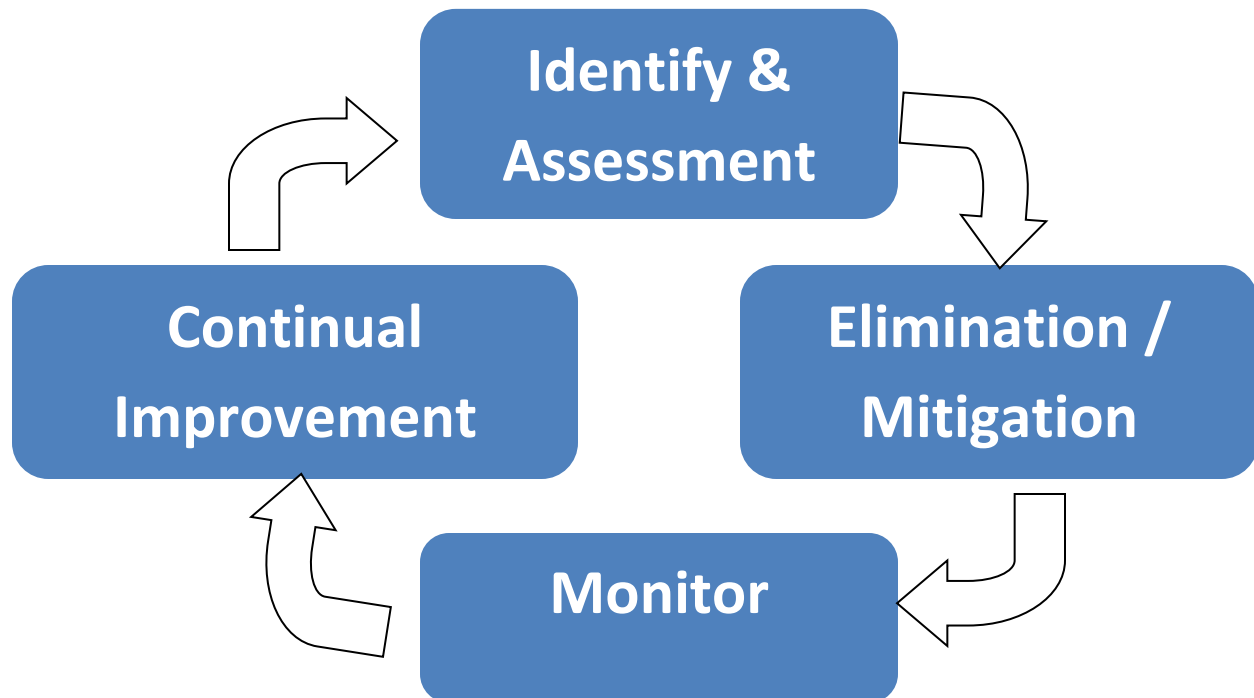 Identify &
Assessment
Elimination /
Mitigation
Monitor
Continual
Improvement